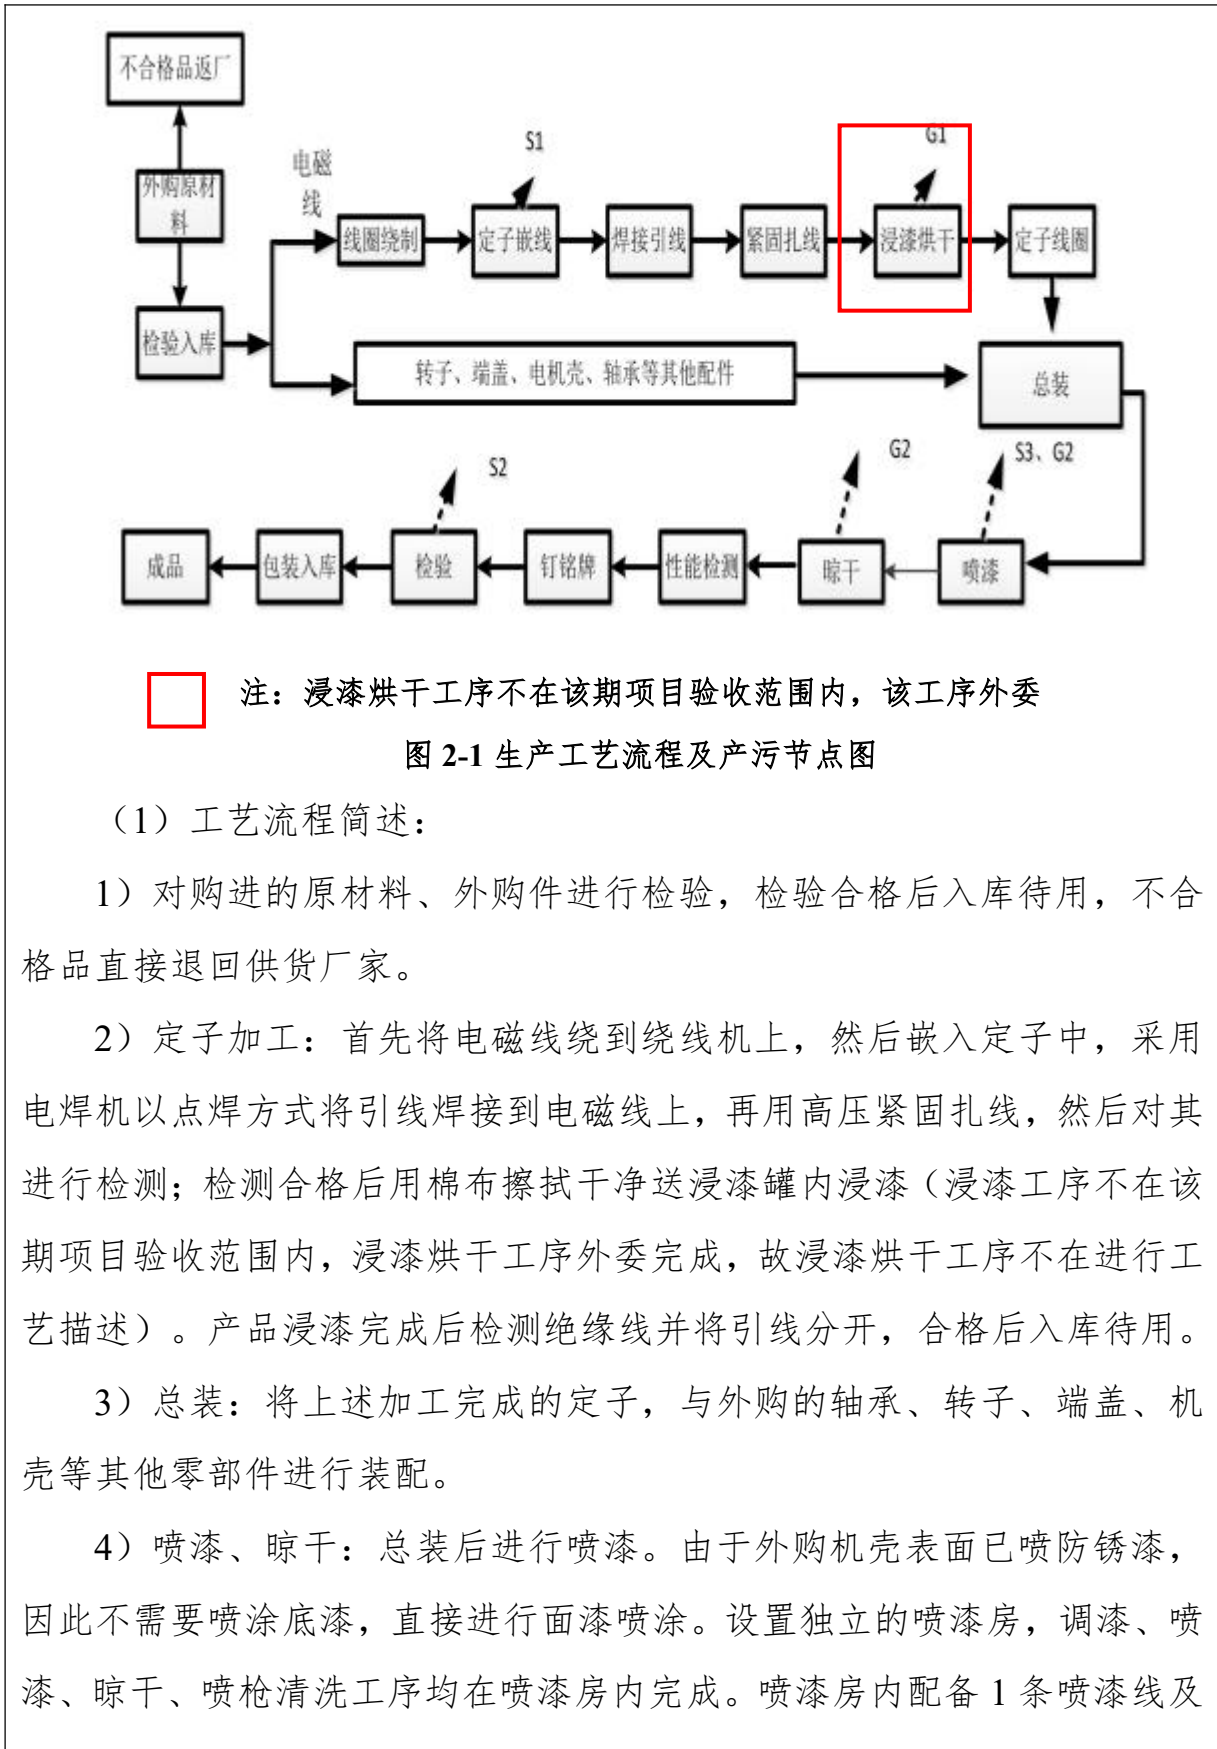 不合格品返厂
外购原材
料
检验入库
电磁
线
S1
G1
线圈绕制
定子嵌线
焊接引线
紧固扎线
浸漆烘干
定子线圈
转子、端盖、电机壳、轴承等其他配件
总装
S2
G2
S3、G2
成品
包装入库
检验
钉铭牌
性能检测
晾干
喷漆
注：浸漆烘干工序不在该期项目验收范围内，该工序外委
图 2-1 生产工艺流程及产污节点图
（1）工艺流程简述：
1）对购进的原材料、外购件进行检验，检验合格后入库待用，不合
格品直接退回供货厂家。
2）定子加工：首先将电磁线绕到绕线机上，然后嵌入定子中，采用
电焊机以点焊方式将引线焊接到电磁线上，再用高压紧固扎线，然后对其
进行检测；检测合格后用棉布擦拭干净送浸漆罐内浸漆（浸漆工序不在该
期项目验收范围内，浸漆烘干工序外委完成，故浸漆烘干工序不在进行工
艺描述）。产品浸漆完成后检测绝缘线并将引线分开，合格后入库待用。
3）总装：将上述加工完成的定子，与外购的轴承、转子、端盖、机
壳等其他零部件进行装配。
4）喷漆、晾干：总装后进行喷漆。由于外购机壳表面已喷防锈漆，
因此不需要喷涂底漆，直接进行面漆喷涂。设置独立的喷漆房，调漆、喷
漆、晾干、喷枪清洗工序均在喷漆房内完成。喷漆房内配备 1 条喷漆线及